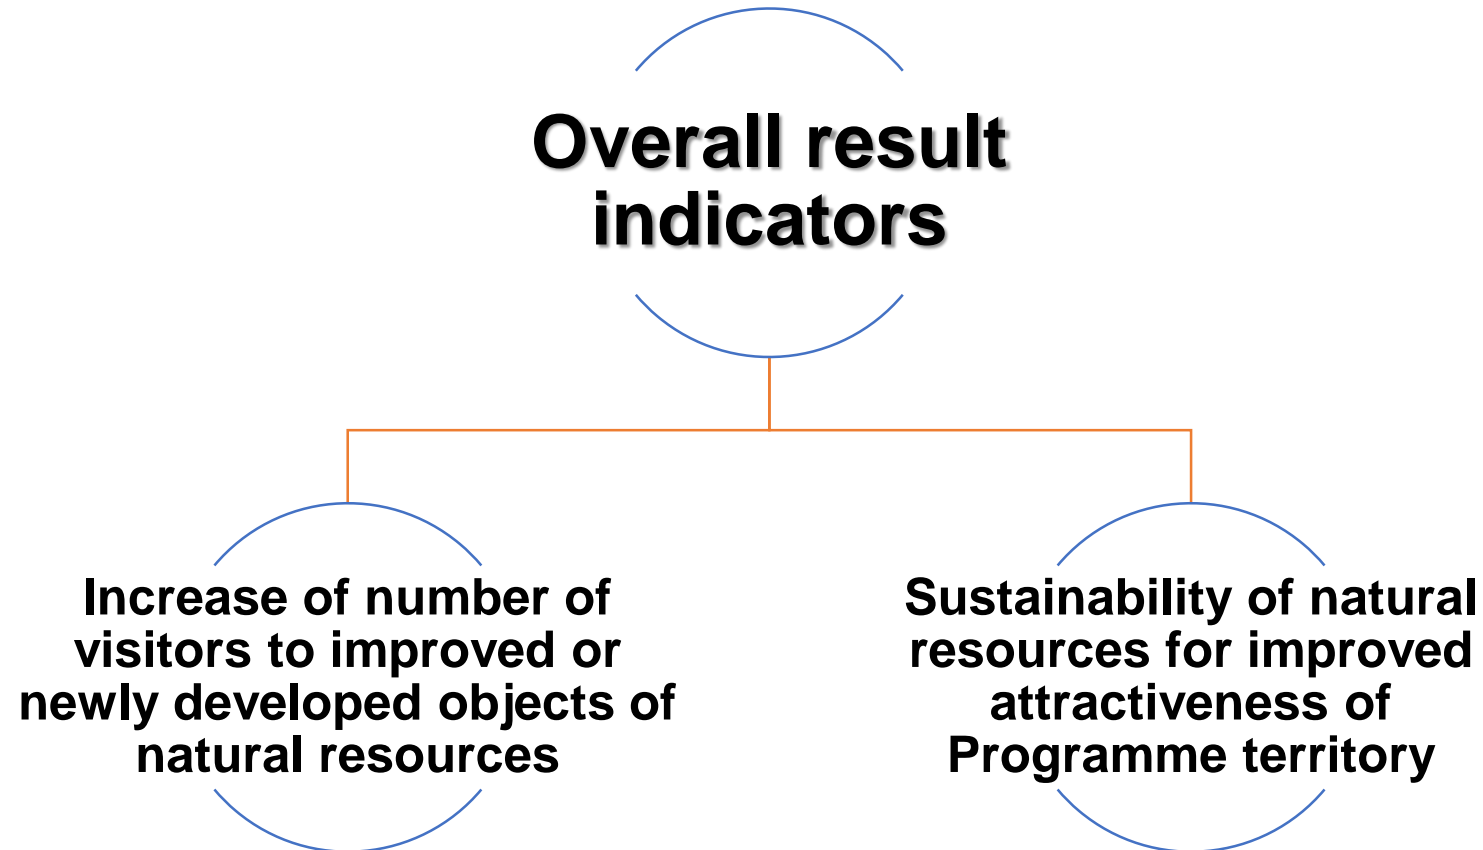 Overall result
indicators
Increase of number of
visitors to improved or
newly developed objects of
natural resources
Sustainability of natural
resources for improved
attractiveness of
Programme territory